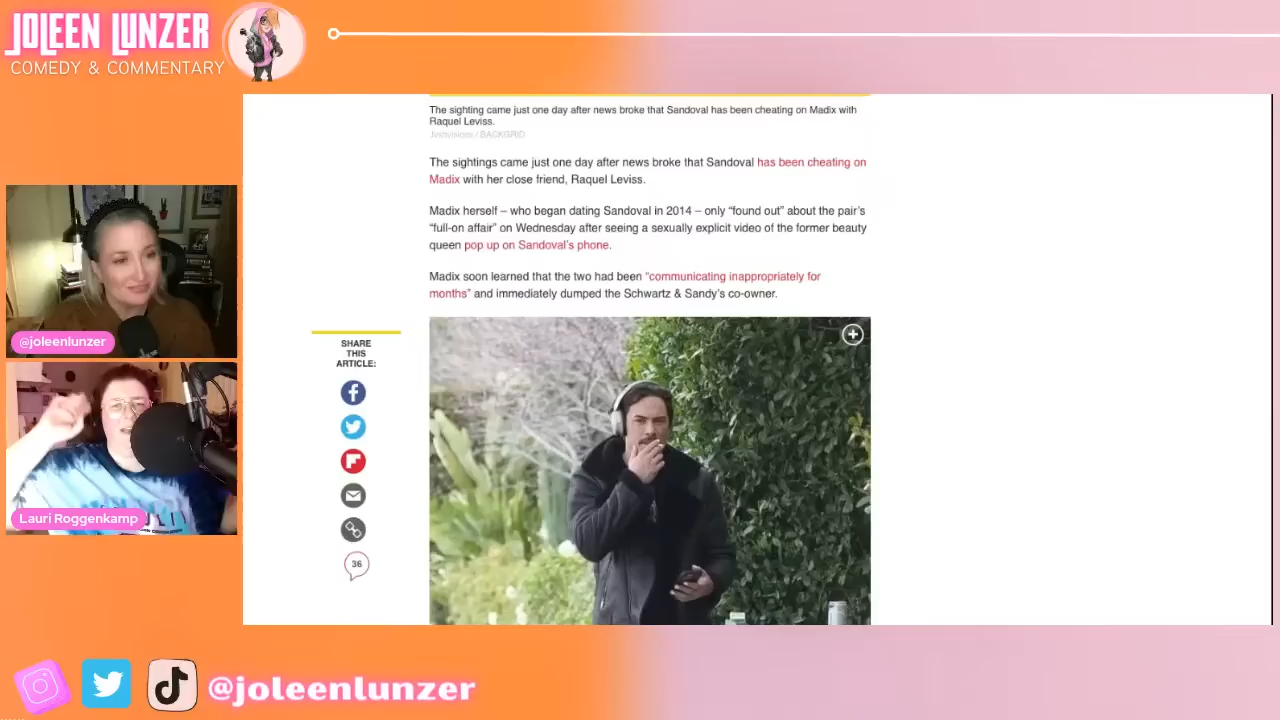 JOLEEN LUNZER
COMEDY & COMMENTARY
The sighting came just one day after news broke that Sandoval has been cheating on Madix with
Raquel Leviss.
The sightings came just one day after news broke that Sandoval has been cheating on
Madix with her close friend, Raquel Leviss.
Madix herself – who began dating Sandoval in 2014 – only “found out” about the pair’s
“full-on affair” on Wednesday after seeing a sexually explicit video of the former beauty
queen pop up on Sandoval’s phone.
Madix soon learned that the two had been “communicating inappropriately for
months” and immediately dumped the Schwartz & Sandy’s co-owner.
SHARE
THIS
ARTICLE:
36
@joleenlunzer
Lauri Roggenkamp
@joleenlunzer